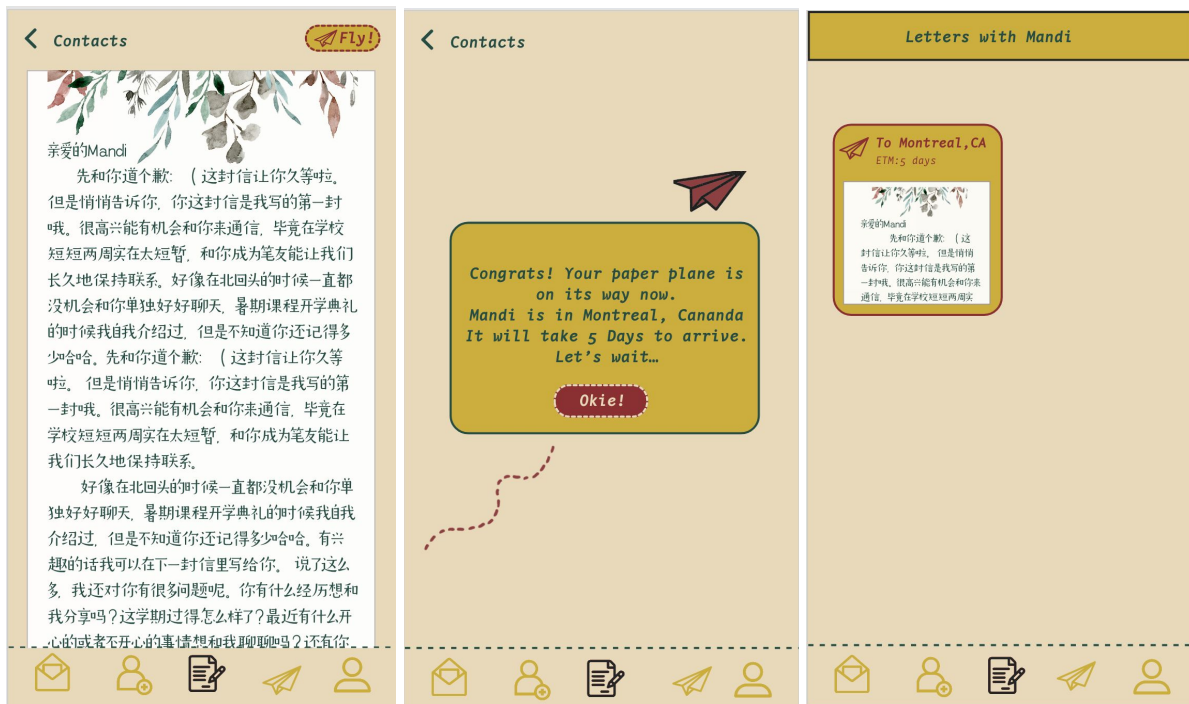 Contacts
Fly!
亲爱的Mandi
先和你道个歉: (这封信让你久等啦。
但是悄悄告诉你, 你这封信是我写的第一封
哦。很高兴能有机会和你来通信, 毕竟在学校
短短两周实在太短暂, 和你成为笔友能让我们
长久地保持联系。好像在北回头的时候一直都
没机会和你单独好好聊天, 暑期课程开学典礼
的时候我自我介绍过, 但是不知道你还记得多
少哈哈。先和你道个歉: (这封信让你久等
啦。 但是悄悄告诉你, 你这封信是我写的第
一封哦。很高兴能有机会和你来通信, 毕竟在
学校短短两周实在太短暂, 和你成为笔友能让
我们长久地保持联系。
好像在北回头的时候一直都没机会和你单
独好好聊天, 暑期课程开学典礼的时候我自我
介绍过, 但是不知道你还记得多少哈哈。有兴
趣的话我可以在下一封信里写给你。 说了这么
多, 我还对你有很多问题呢。你有什么经历想和
我分享吗?这学期过得怎么样了?最近有什么开
心的或者不开心的事情想和我聊聊吗?还有你
Contacts
Congrats! Your paper plane is
on its way now.
Mandi is in Montreal, Cananda
It will take 5 Days to arrive.
Let's wait…
Okie!
Letters with Mandi
To Montreal,CA
ETM:5 days
亲爱的Mandi
先和你道个歉: (这
封信让你久等啦。 但是悄悄
告诉你, 你这封信是我写的第
一封哦。很高兴能有机会和你来
通信, 毕竟在学校短短两周实